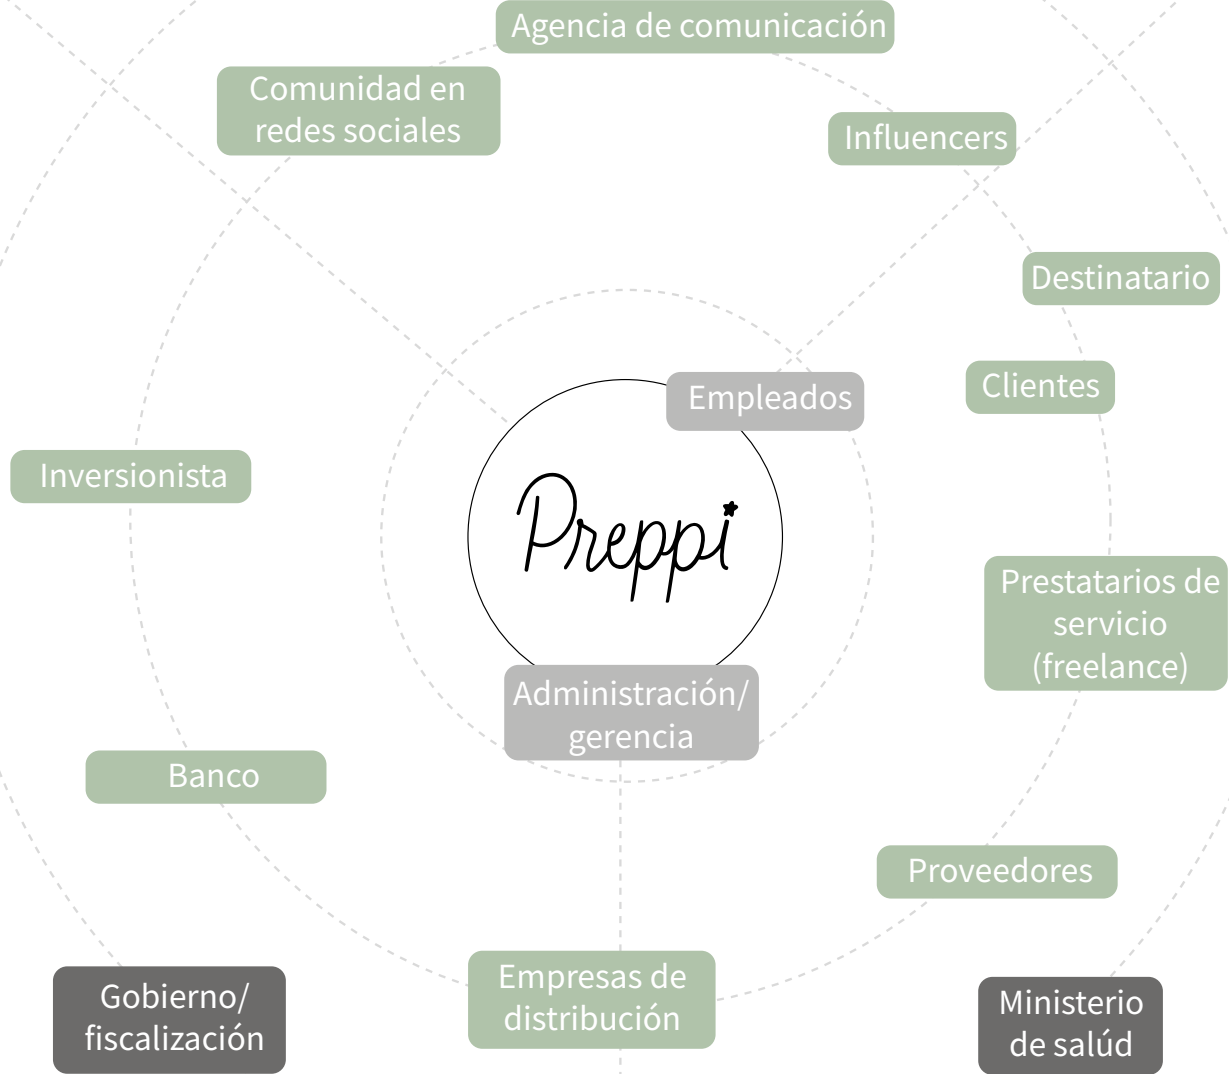 Agencia de comunicación
Comunidad en
redes sociales
Influencers
Destinatario
Clientes
Empleados
Inversionista
Preppi
Prestatarios de
servicio
(freelance)
Administración/
gerencia
Banco
Proveedores
Empresas de
distribución
Gobierno/
fiscalización
Ministerio
de salúd